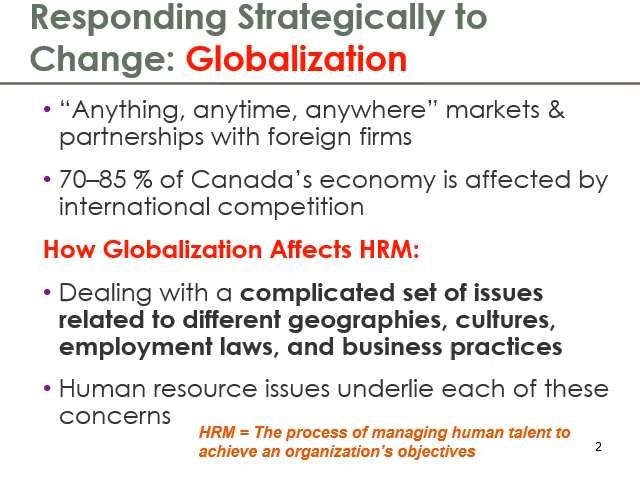 Responding Strategically to
Change: Globalization
• “Anything, anytime, anywhere” markets &
partnerships with foreign firms
• 70–85 % of Canada’s economy is affected by
international competition
How Globalization Affects HRM:
• Dealing with a complicated set of issues
related to different geographies, cultures,
employment laws, and business practices
• Human resource issues underlie each of these
concerns
HRM = The process of managing human talent to
achieve an organization’s objectives
2